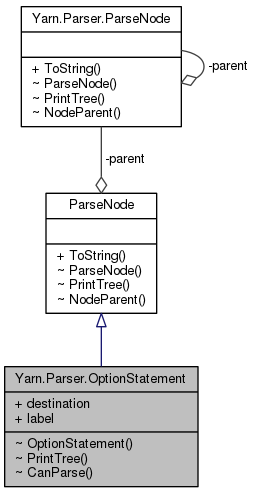 Yarn.Parser.ParseNode
+ ToString()
~ ParseNode()
~ PrintTree()
~ NodeParent()
-parent
-parent
ParseNode
+ ToString()
~ ParseNode()
~ PrintTree()
~ NodeParent()
Yarn.Parser.OptionStatement
+ destination
+ label
~ OptionStatement()
~ PrintTree()
~ CanParse()